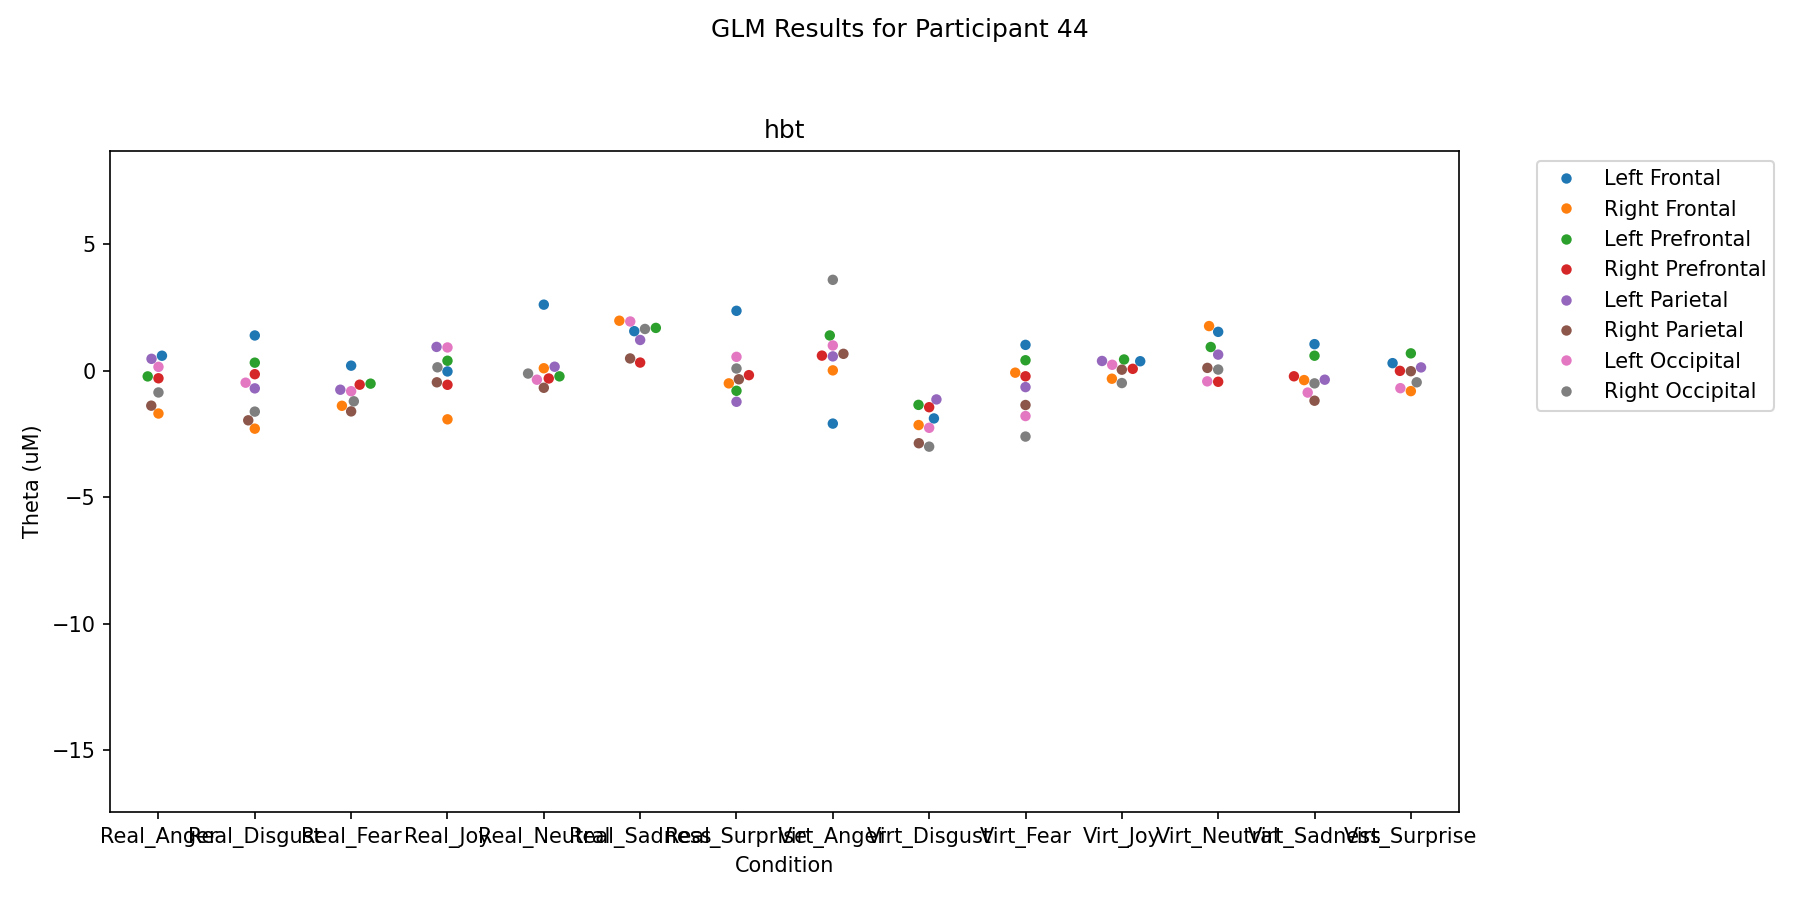 GLM Results for Participant 44
hbt
Left Frontal
Right Frontal
Left Prefrontal
Right Prefrontal
Left Parietal
Right Parietal
Left Occipital
Right Occipital
Theta (uM)
5
0
−5
−10
−15
Real_Anger Real_Disgust Real_Fear Real_Joy Real_Neutral Real_Sadness Real_Surprise Virt_Anger Virt_Disgust Virt_Fear Virt_Joy Virt_Neutral Virt_Sadness Virt_Surprise
Condition